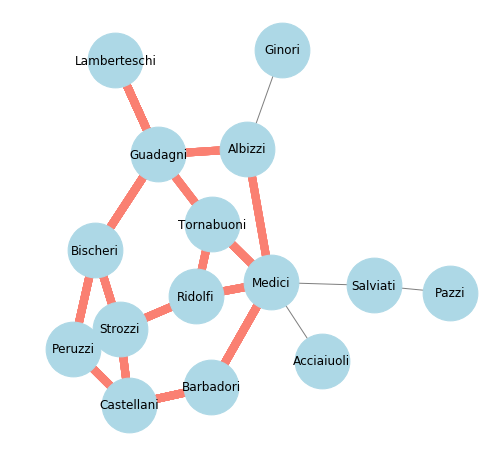 Ginori
Lamberteschi
Albizzi
Guadagni
Tornabuoni
Bischeri
Medici
Salviati
Pazzi
Ridolfi
Strozzi
Peruzzi
Acciaiuoli
Barbadori
Castellani